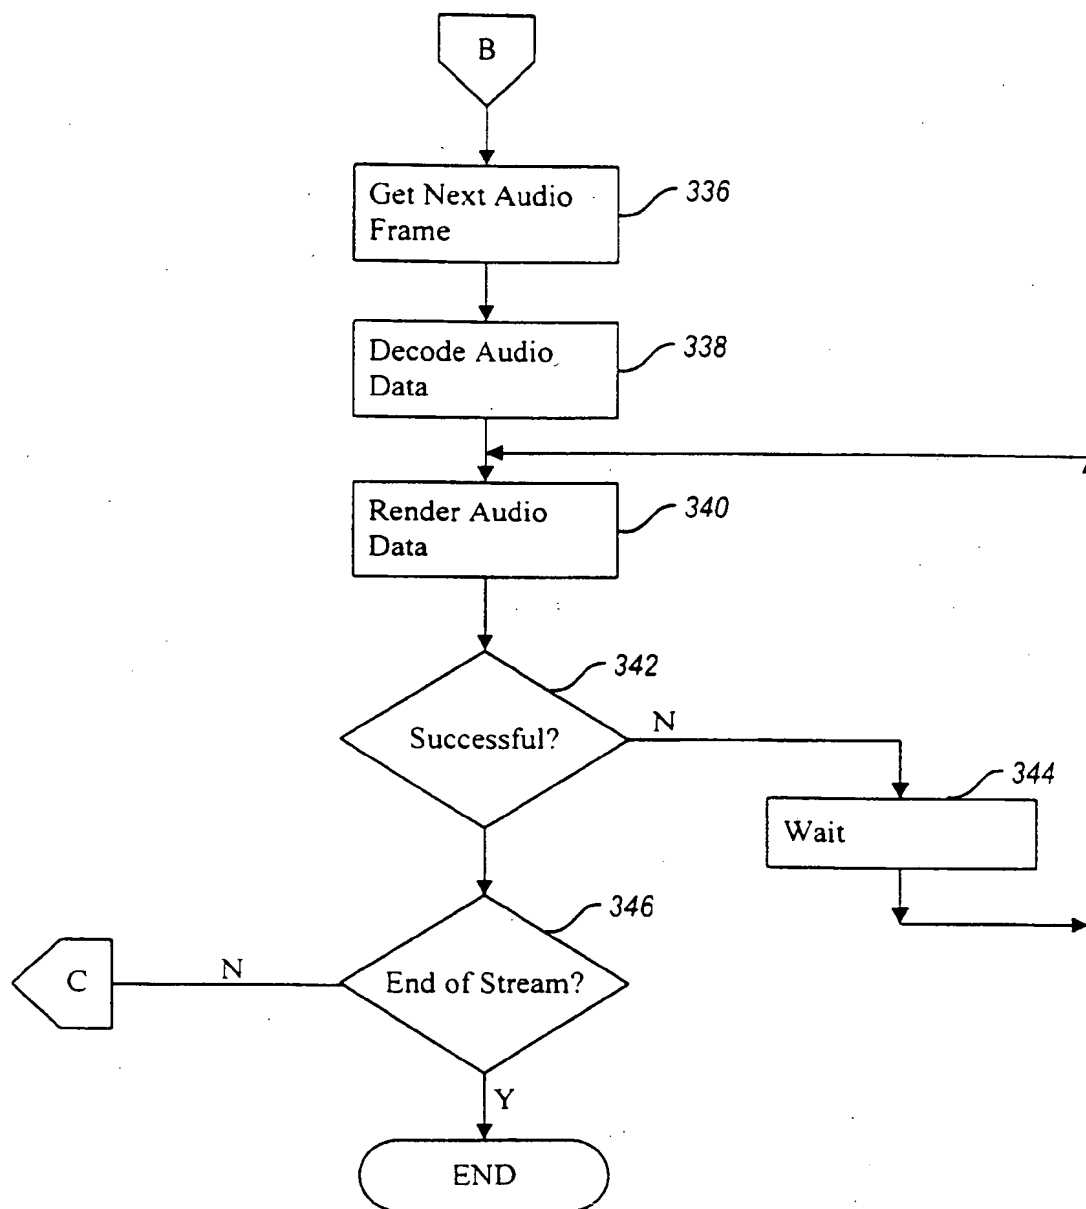 B
Get Next Audio
Frame
336
Decode Audio
Data
338
Render Audio
Data
340
342
Successful?
N
344
Wait
346
End of Stream?
N
C
Y
END